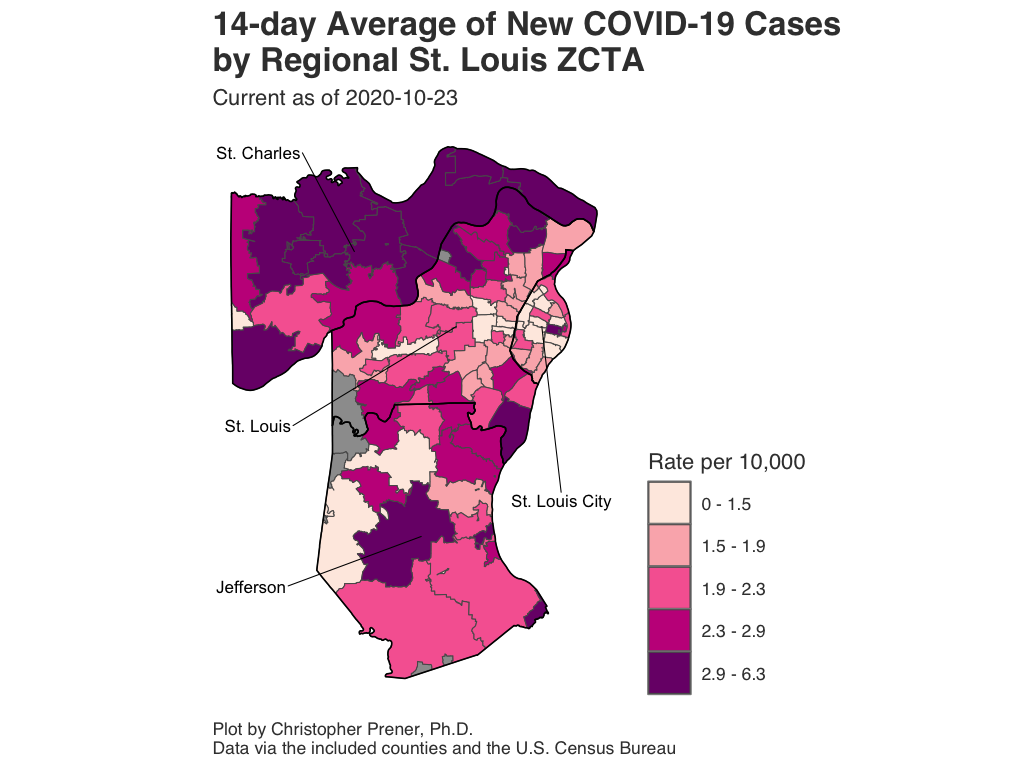 14-day Average of New COVID-19 Cases
by Regional St. Louis ZCTA
Current as of 2020-10-23
St. Charles
St. Louis
St. Louis City
Jefferson
Rate per 10,000
0 - 1.5
1.5 - 1.9
1.9 - 2.3
2.3 - 2.9
2.9 - 6.3
Plot by Christopher Prener, Ph.D.
Data via the included counties and the U.S. Census Bureau